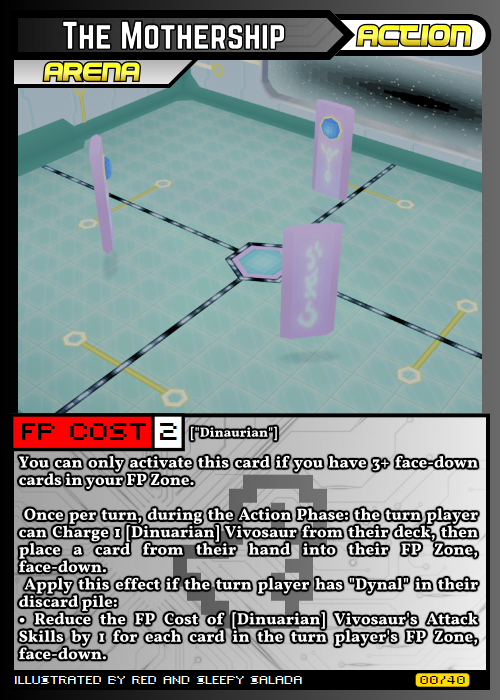 The Mothership
ACTION
ARENA
FP COST 2 ["Dinaurian"]
You can only activate this card if you have 3+ face-down
cards in your FP Zone.
Once per turn, during the Action Phase: the turn player
can Charge 1 [Dinuarian] Vivosaur from their deck, then
place a card from their hand into their FP Zone,
face-down.
Apply this effect if the turn player has "Dynal" in their
discard pile:
• Reduce the FP Cost of [Dinuarian] Vivosaur's Attack
Skills by 1 for each card in the turn player's FP Zone,
face-down.
ILLUSTRATED BY RED AND SLEEPY SALADA
00/40